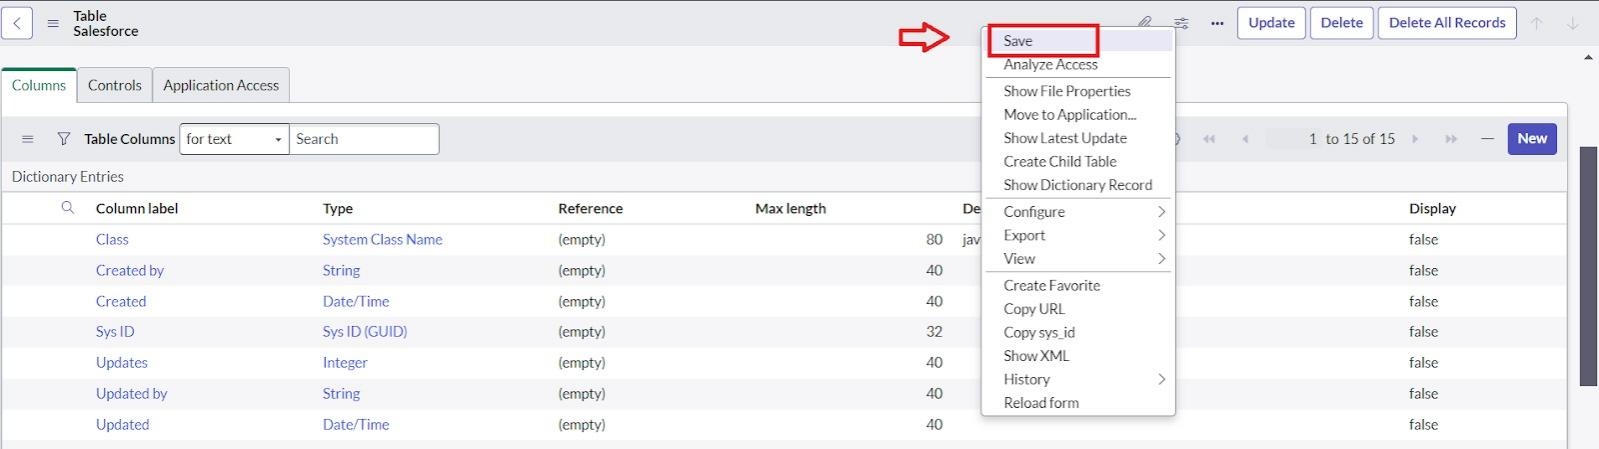 Table
Salesforce
Update
Delete
Delete All Records
Save
Analyze Access
Show File Properties
Move to Application...
Show Latest Update
Create Child Table
Show Dictionary Record
Configure
Export
View
Create Favorite
Copy URL
Copy sys_id
Show XML
History
Reload form
Columns Controls Application Access
Table Columns for text Search 1 to 15 of 15 New
Dictionary Entries
Column label Type Reference Max length De Display
Class System Class Name (empty) 80 jav false
Created by String (empty) 40 false
Created Date/Time (empty) 40 false
Sys ID Sys ID (GUID) (empty) 32 false
Updates Integer (empty) 40 false
Updated by String (empty) 40 false
Updated Date/Time (empty) 40 false